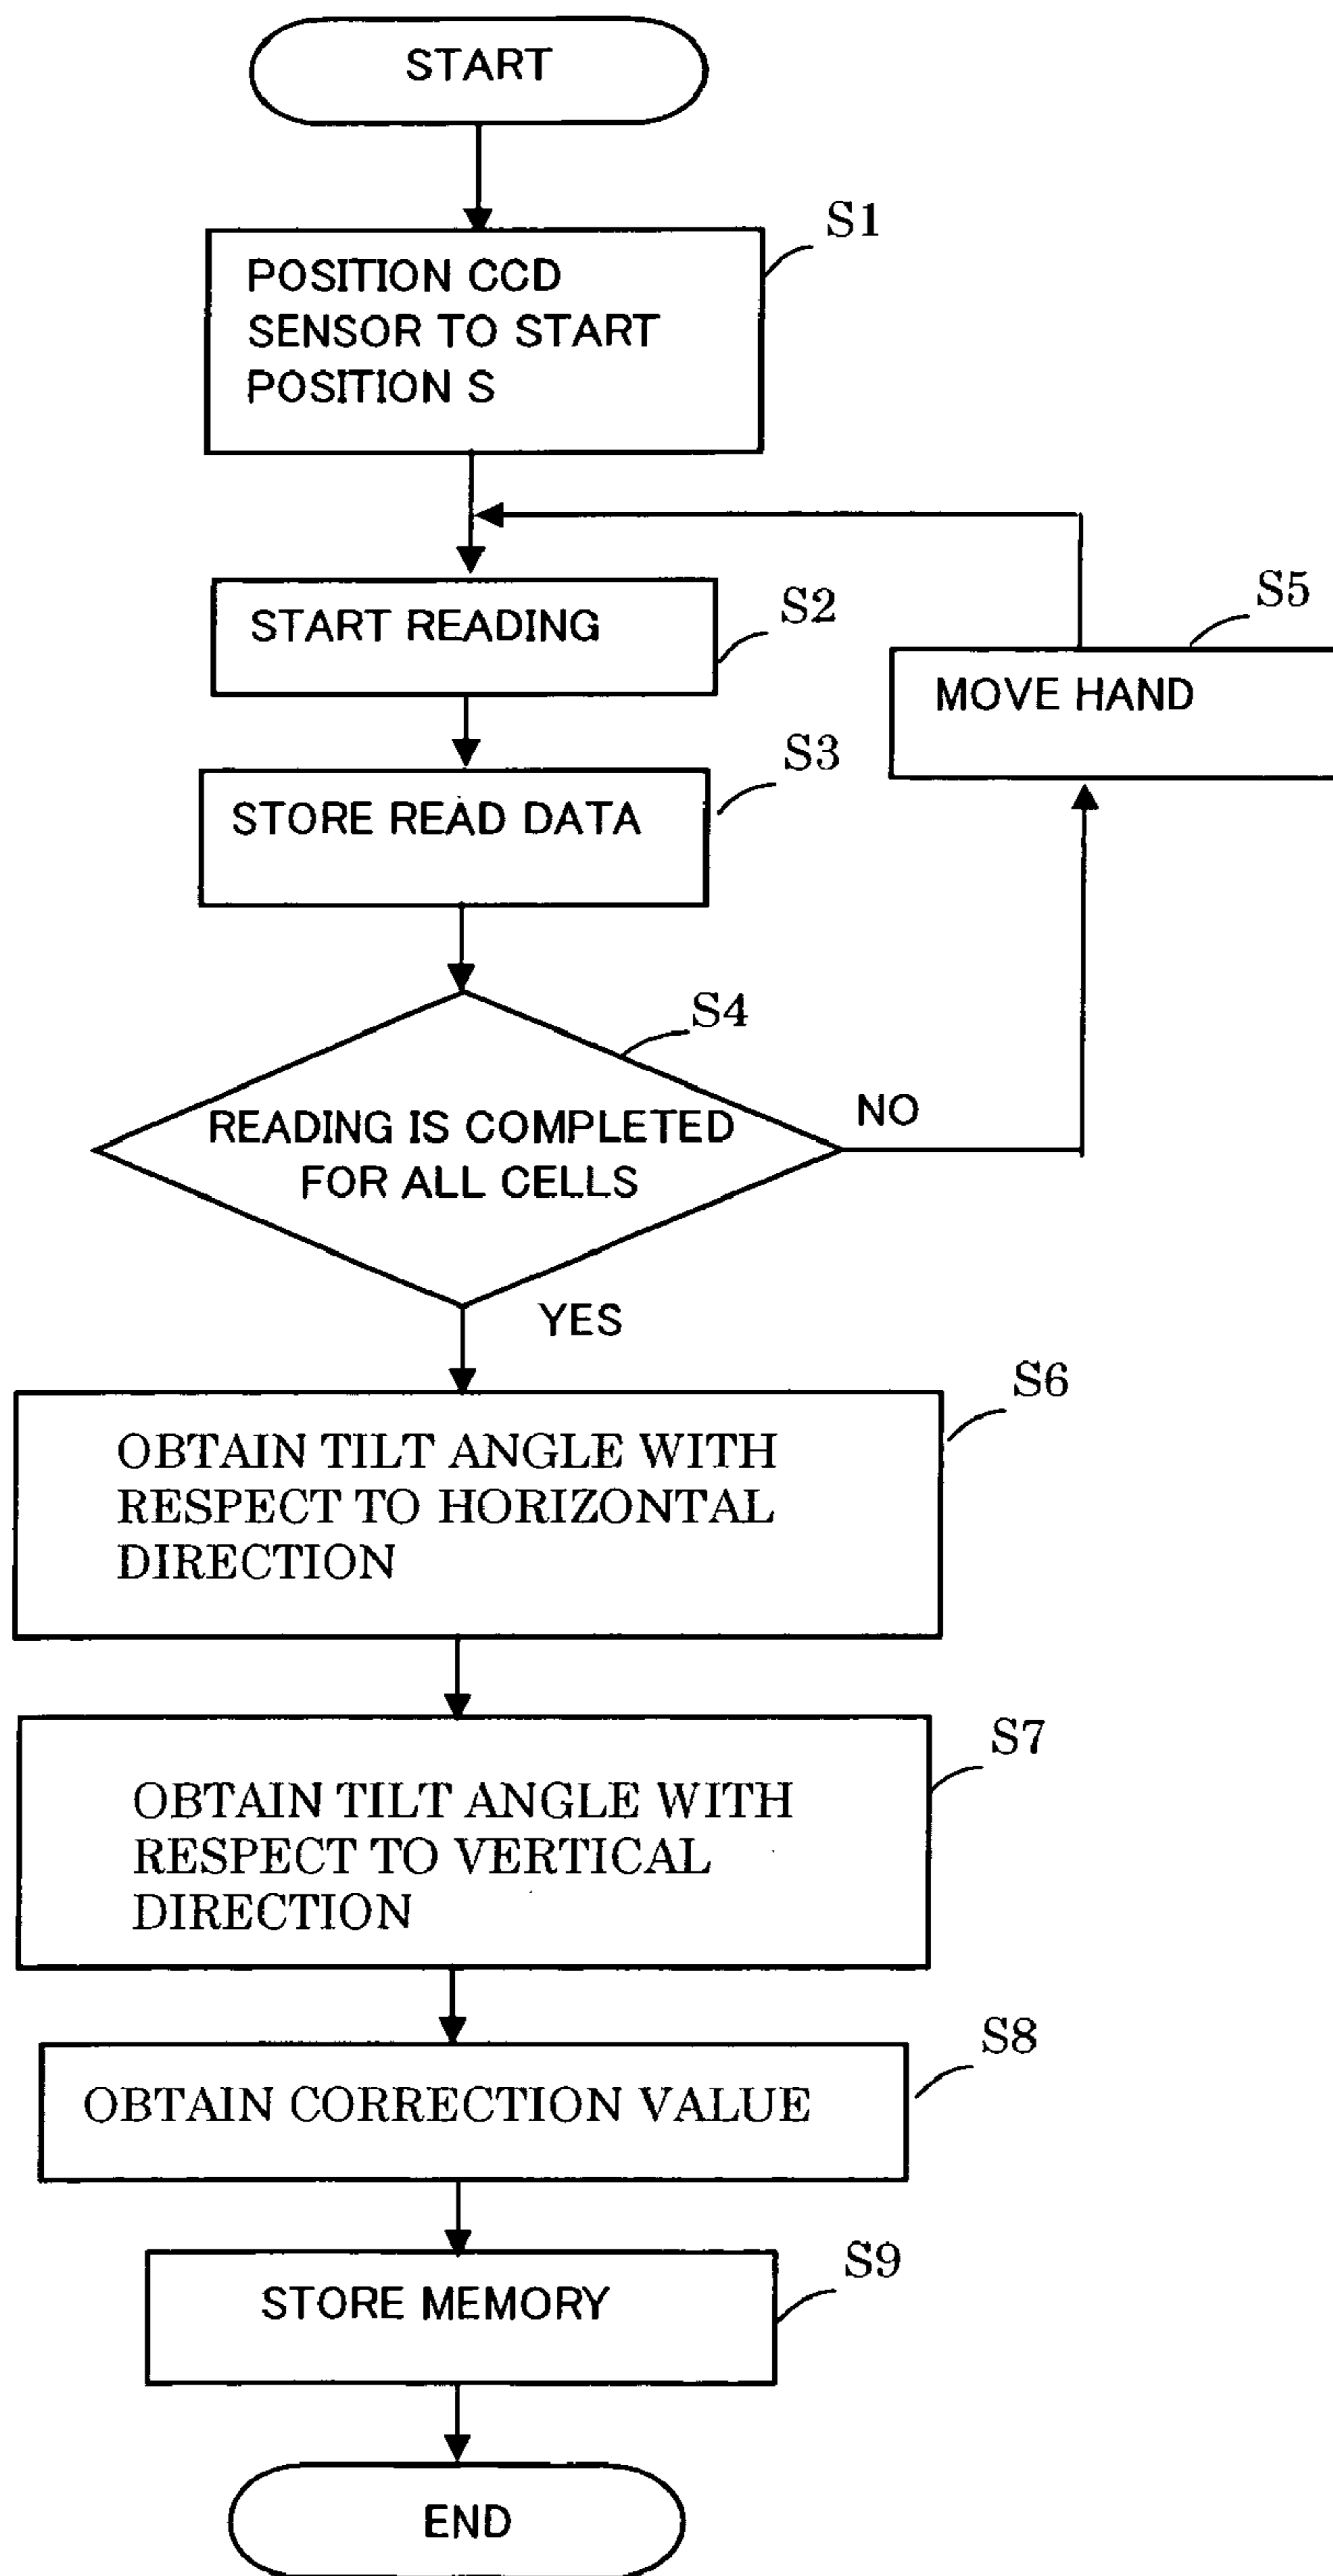 START
S1
POSITION CCD
SENSOR TO START
POSITION S
START READING
S2
S5
MOVE HAND
S3
STORE READ DATA
S4
READING IS COMPLETED
FOR ALL CELLS
NO
YES
S6
OBTAIN TILT ANGLE WITH
RESPECT TO HORIZONTAL
DIRECTION
S7
OBTAIN TILT ANGLE WITH
RESPECT TO VERTICAL
DIRECTION
S8
OBTAIN CORRECTION VALUE
S9
STORE MEMORY
END